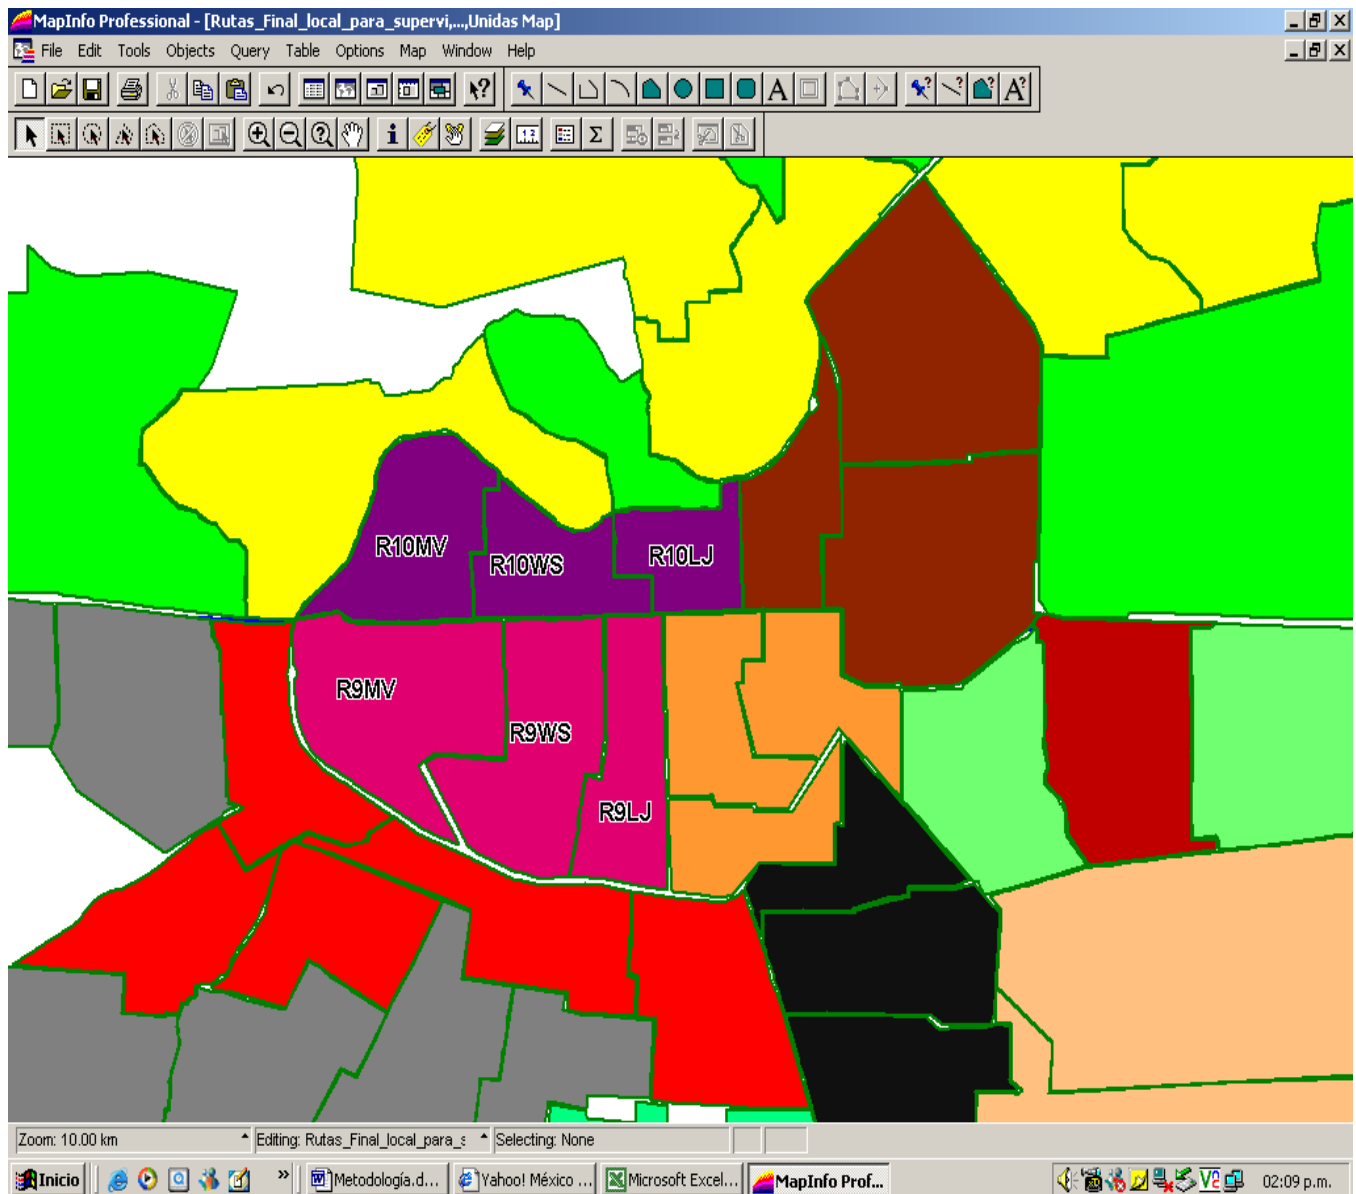 MapInfo Professional - [Rutas_Final_local_para_supervi,...,Unidas Map]
File Edit Tools Objects Query Table Options Map Window Help
R10MV
R10WS
R10LJ
R9MV
R9WS
R9LJ
Zoom: 10.00 km Editing: Rutas_Final_local_para_s Selecting: None
Inicio » Metodología.d... Yahoo! México ... Microsoft Excel... MapInfo Prof... 02:09 p.m.